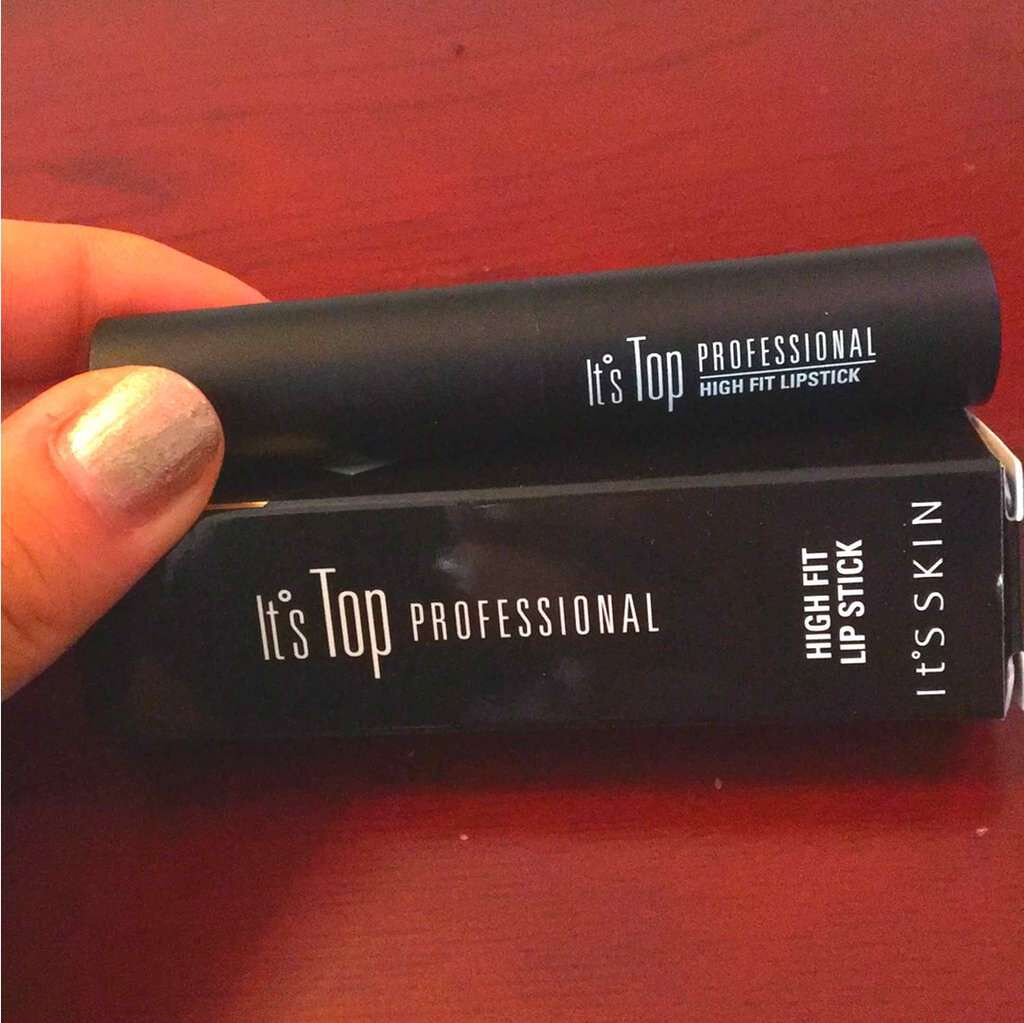 It's Top PROFESSIONAL
HIGH FIT LIPSTICK
It's Top PROFESSIONAL
HIGH FIT
LIP STICK
It'S SKIN